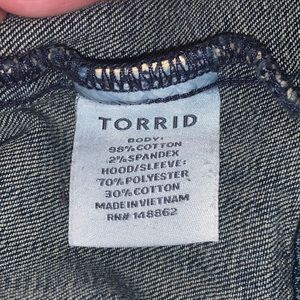 TORRID
BODY:
98% COTTON
2% SPANDEX
HOOD/SLEEVE:
70% POLYESTER
30% COTTON
MADE IN VIETNAM
RN# 148862